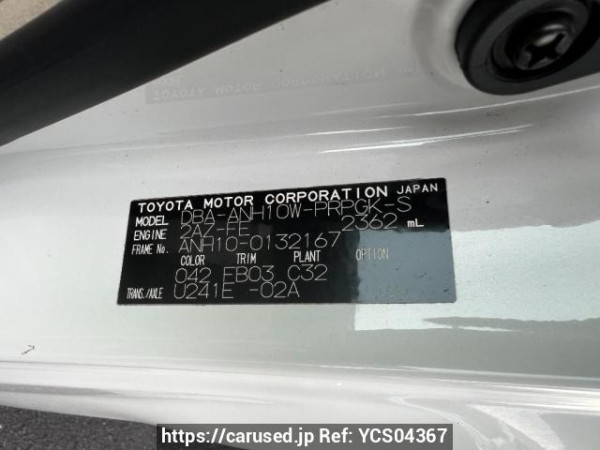 TOYOTA MOTOR CORPORATION JAPAN
MODEL DBA-ANH10W-PRPGK-S
ENGINE 2AZ-FE 2362 mL
FRAME No. ANH10-0132167
COLOR TRIM PLANT OPTION
042 FB03 C32
TRANS./AXLE U241E -02A
https://carused.jp Ref: YCS04367